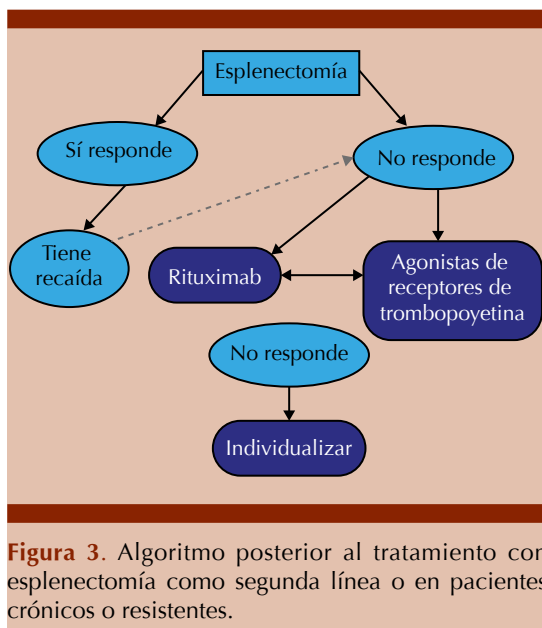 Esplenectomía
Sí responde
No responde
Tiene
recaída
Rituximab
Agonistas de
receptores de
trombopoyetina
No responde
Individualizar
Figura 3. Algoritmo posterior al tratamiento con
esplenectomía como segunda línea o en pacientes
crónicos o resistentes.